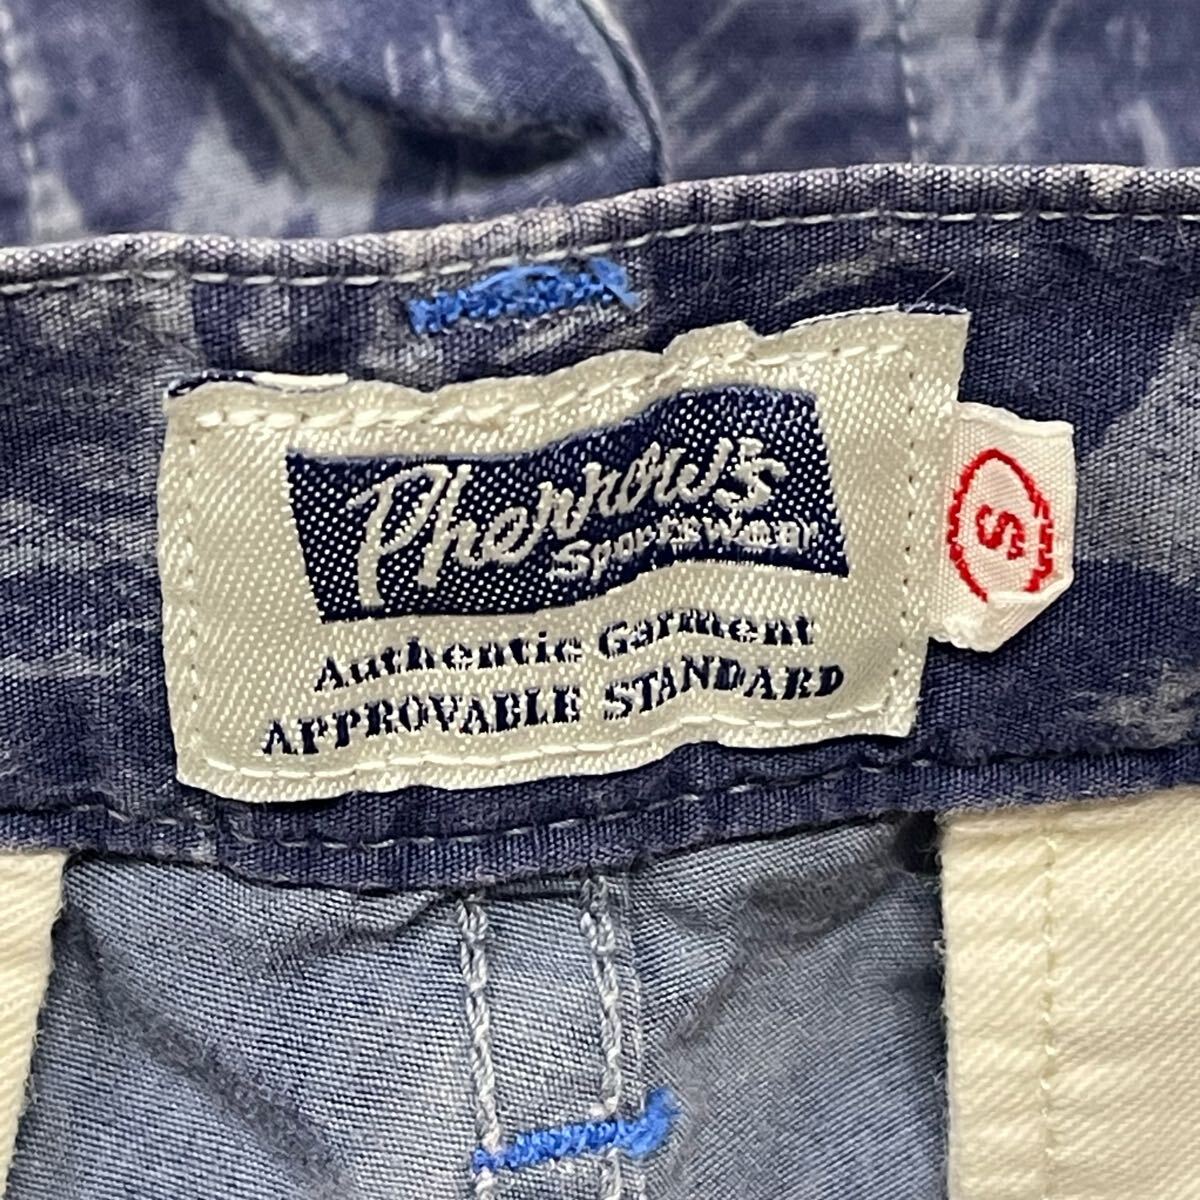 Pherrow's
Sportswear
Authentic Garment
APPROVABLE STANDARD
S